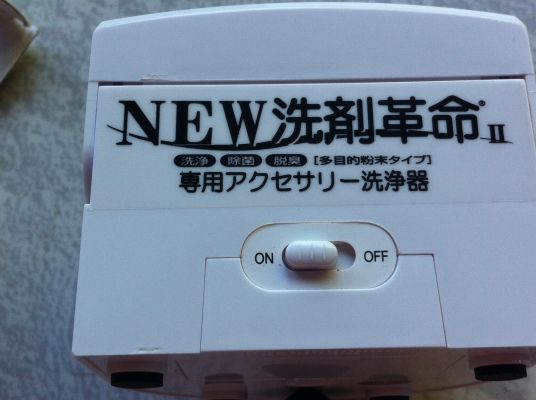 NEW洗剤革命®II
洗浄 除菌 脱臭 [多目的粉末タイプ]
専用アクセサリー洗浄器
ON OFF